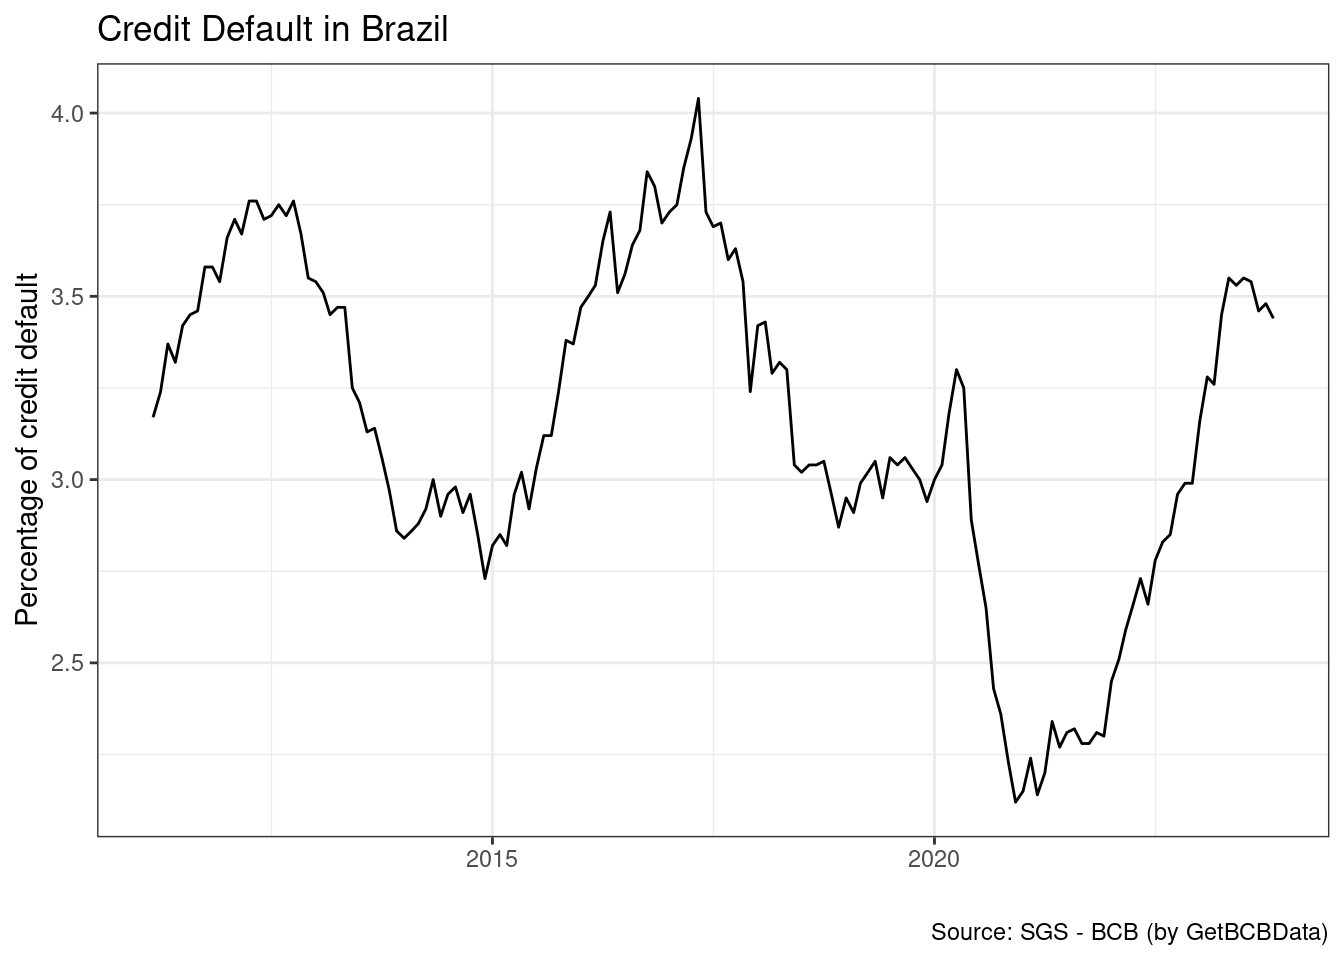 Credit Default in Brazil
Percentage of credit default
4.0
3.5
3.0
2.5
2015
2020
Source: SGS - BCB (by GetBCBData)